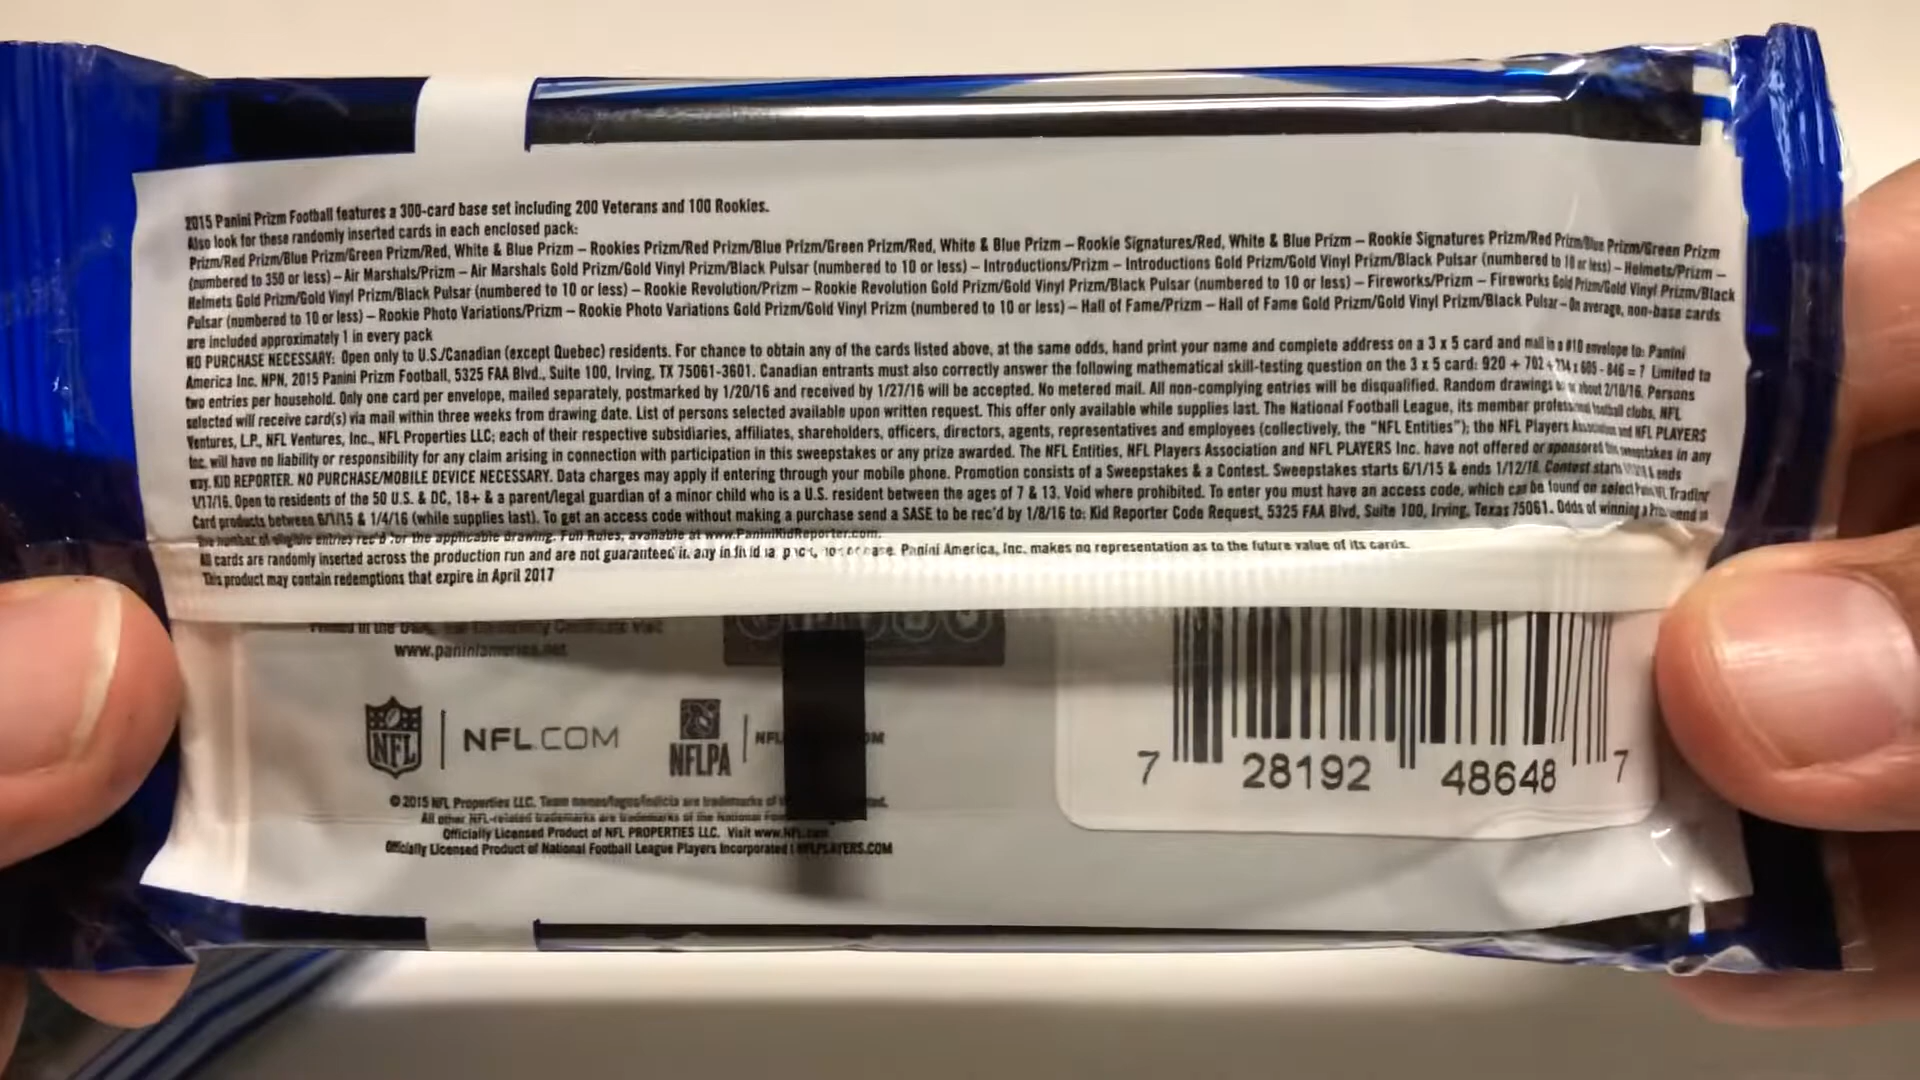 2015 Panini Prizm Football features a 300-card base set including 200 Veterans and 100 Rookies.
Also look for these randomly inserted cards in each enclosed pack:
Prizm/Red Prizm/Blue Prizm/Green Prizm/Red, White & Blue Prizm – Rookies Prizm/Red Prizm/Blue Prizm/Green Prizm/Red, White & Blue Prizm – Rookie Signatures/Red, White & Blue Prizm – Rookie Signatures Prizm/Red Prizm/Blue Prizm/Green Prizm
(numbered to 350 or less) – Air Marshals/Prizm – Air Marshals Gold Prizm/Gold Vinyl Prizm/Black Pulsar (numbered to 10 or less) – Introductions/Prizm – Introductions Gold Prizm/Gold Vinyl Prizm/Black Pulsar (numbered to 10 or less) – Helmets/Prizm –
Helmets Gold Prizm/Gold Vinyl Prizm/Black Pulsar (numbered to 10 or less) – Rookie Revolution/Prizm – Rookie Revolution Gold Prizm/Gold Vinyl Prizm/Black Pulsar (numbered to 10 or less) – Fireworks/Prizm – Fireworks Gold Prizm/Gold Vinyl Prizm/Black
Pulsar (numbered to 10 or less) – Rookie Photo Variations/Prizm – Rookie Photo Variations Gold Prizm/Gold Vinyl Prizm (numbered to 10 or less) – Hall of Fame/Prizm – Hall of Fame Gold Prizm/Gold Vinyl Prizm/Black Pulsar – On average, non-base cards
are included approximately 1 in every pack
NO PURCHASE NECESSARY: Open only to U.S./Canadian (except Quebec) residents. For chance to obtain any of the cards listed above, at the same odds, hand print your name and complete address on a 3 x 5 card and mail in a #10 envelope to: Panini
America Inc. NPN, 2015 Panini Prizm Football, 5325 FAA Blvd., Suite 100, Irving, TX 75061-3601. Canadian entrants must also correctly answer the following mathematical skill-testing question on the 3 x 5 card: 920 + 702 + x 605 - 846 = ? Limited to
two entries per household. Only one card per envelope, mailed separately, postmarked by 1/20/16 and received by 1/27/16 will be accepted. No metered mail. All non-complying entries will be disqualified. Random drawings about 2/10/16. Persons
selected will receive card(s) via mail within three weeks from drawing date. List of persons selected available upon written request. This offer only available while supplies last. The National Football League, its member professional football clubs, NFL
Ventures, L.P., NFL Ventures, Inc., NFL Properties LLC; each of their respective subsidiaries, affiliates, shareholders, officers, directors, agents, representatives and employees (collectively, the “NFL Entities”); the NFL Players Association and NFL PLAYERS
Inc. will have no liability or responsibility for any claim arising in connection with participation in this sweepstakes or any prize awarded. The NFL Entities, NFL Players Association and NFL PLAYERS Inc. have not offered or sponsored this sweepstakes in any
way. KID REPORTER. NO PURCHASE/MOBILE DEVICE NECESSARY. Data charges may apply if entering through your mobile phone. Promotion consists of a Sweepstakes & a Contest. Sweepstakes starts 6/1/15 & ends 1/12/16. Contest starts & ends
1/17/16. Open to residents of the 50 U.S. & DC, 18+ & a parent/legal guardian of a minor child who is a U.S. resident between the ages of 7 & 13. Void where prohibited. To enter you must have an access code, which can be found on select Trading
Card products between 6/1/15 & 1/4/16 (while supplies last). To get an access code without making a purchase send a SASE to be rec'd by 1/8/16 to: Kid Reporter Code Request, 5325 FAA Blvd, Suite 100, Irving, Texas 75061. Odds of winning a
the number of eligible entries rec'd for the applicable drawing. Full Rules, available at www.PaniniKidReporter.com.
All cards are randomly inserted across the production run and are not guaranteed in any case. Panini America, Inc. makes no representation as to the future value of its cards.
This product may contain redemptions that expire in April 2017
Printed in the
www.paniniamerica.net
NFL NFL.COM NFLPA
7 28192 48648 7
© 2015 NFL Properties LLC. Team names/logos/indicia are trademarks of
All other NFL-related trademarks are trademarks of the National
Officially Licensed Product of NFL PROPERTIES LLC. Visit www.NFL.com
Officially Licensed Product of National Football League Players Incorporated | NFLPLAYERS.COM